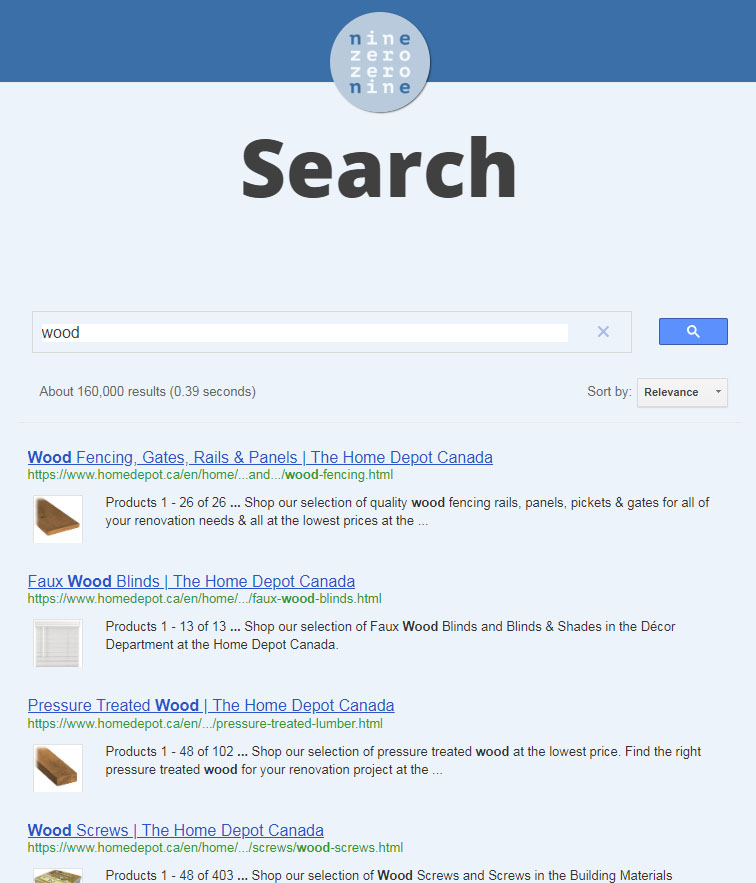 nine
zero
zero
nine
Search
wood
About 160,000 results (0.39 seconds)
Sort by: Relevance
Wood Fencing, Gates, Rails & Panels | The Home Depot Canada
https://www.homedepot.ca/en/home/...and.../wood-fencing.html
Products 1 - 26 of 26 ... Shop our selection of quality wood fencing rails, panels, pickets & gates for all of
your renovation needs & all at the lowest prices at the ...
Faux Wood Blinds | The Home Depot Canada
https://www.homedepot.ca/en/home/.../faux-wood-blinds.html
Products 1 - 13 of 13 ... Shop our selection of Faux Wood Blinds and Blinds & Shades in the Décor
Department at the Home Depot Canada.
Pressure Treated Wood | The Home Depot Canada
https://www.homedepot.ca/en/.../pressure-treated-lumber.html
Products 1 - 48 of 102 ... Shop our selection of pressure treated wood at the lowest price. Find the right
pressure treated wood for your renovation project at the ...
Wood Screws | The Home Depot Canada
https://www.homedepot.ca/en/home/.../screws/wood-screws.html
Products 1 - 48 of 403 ... Shop our selection of Wood Screws and Screws in the Building Materials